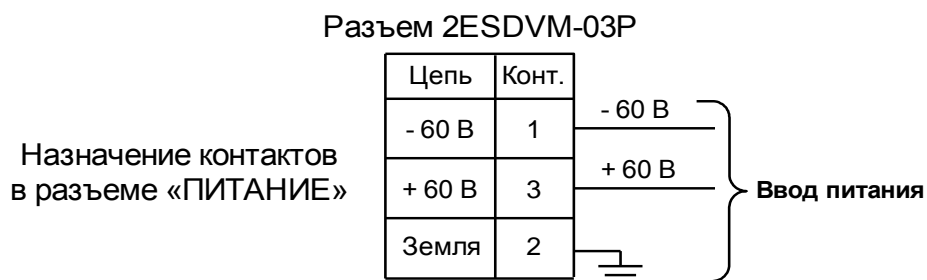 Разъем 2ESDVM-03P
Цепь Конт.
- 60 В 1 - 60 В
Назначение контактов
в разъеме «ПИТАНИЕ»
+ 60 В 3 + 60 В
Ввод питания
Земля 2